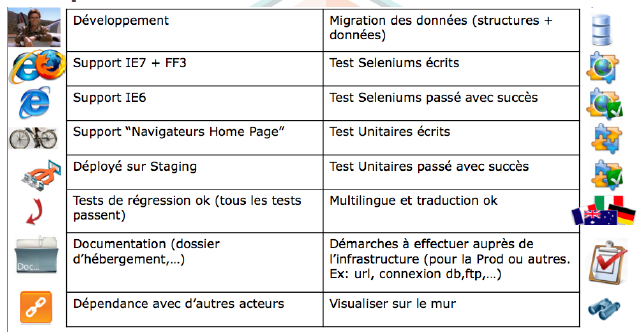 Développement
Migration des données (structures +
données)
Support IE7 + FF3
Test Seleniums écrits
Support IE6
Test Seleniums passé avec succès
Support “Navigateurs Home Page”
Test Unitaires écrits
Déployé sur Staging
Test Unitaires passé avec succès
Tests de régression ok (tous les tests
passent)
Multilingue et traduction ok
Documentation (dossier
d’hébergement,...)
Démarches à effectuer auprès de
l’infrastructure (pour la Prod ou autres.
Ex: url, connexion db,ftp,...)
Doc...
Dépendance avec d’autres acteurs
Visualiser sur le mur